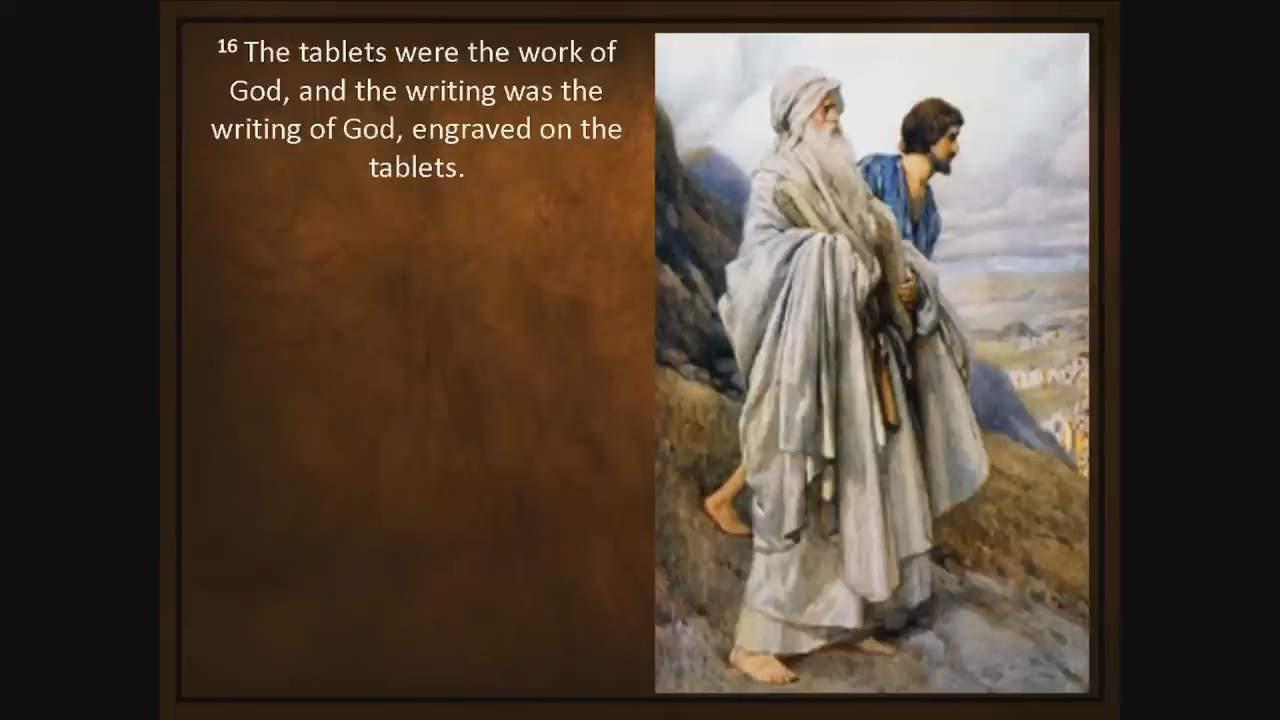 16 The tablets were the work of
God, and the writing was the
writing of God, engraved on the
tablets.